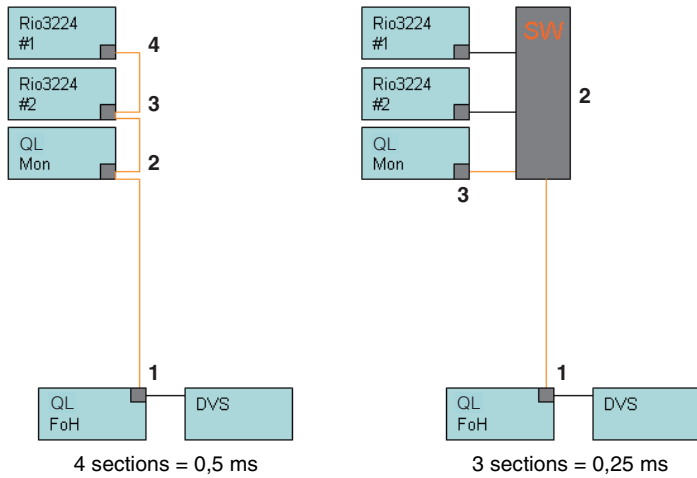 Rio3224
#1
4
Rio3224
#2
3
QL
Mon
2
1
QL
FoH
DVS
4 sections = 0,5 ms
Rio3224
#1
SW
Rio3224
#2
2
QL
Mon
3
1
QL
FoH
DVS
3 sections = 0,25 ms